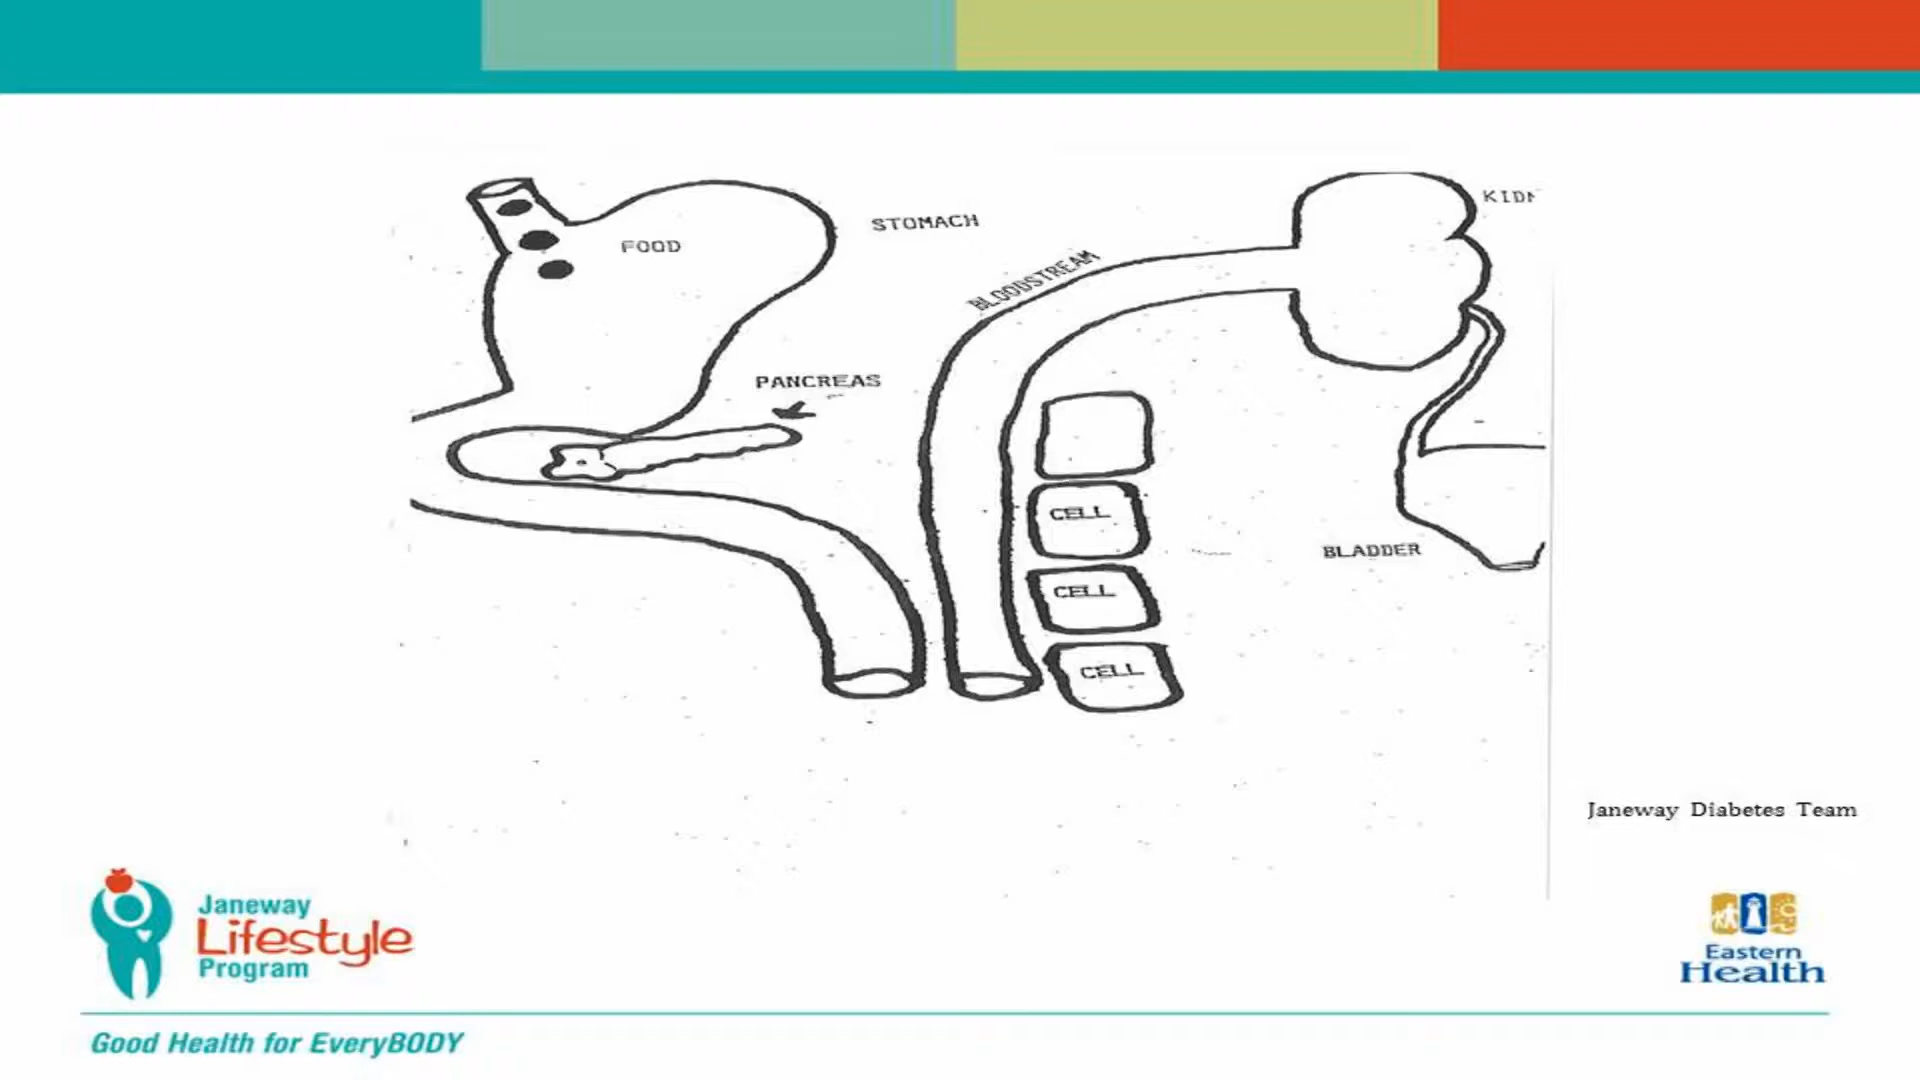 STOMACH
KIDN
FOOD
BLOODSTREAM
PANCREAS
CELL
BLADDER
CELL
CELL
Janeway Diabetes Team
Janeway
Lifestyle
Program
Eastern
Health
Good Health for EveryBODY